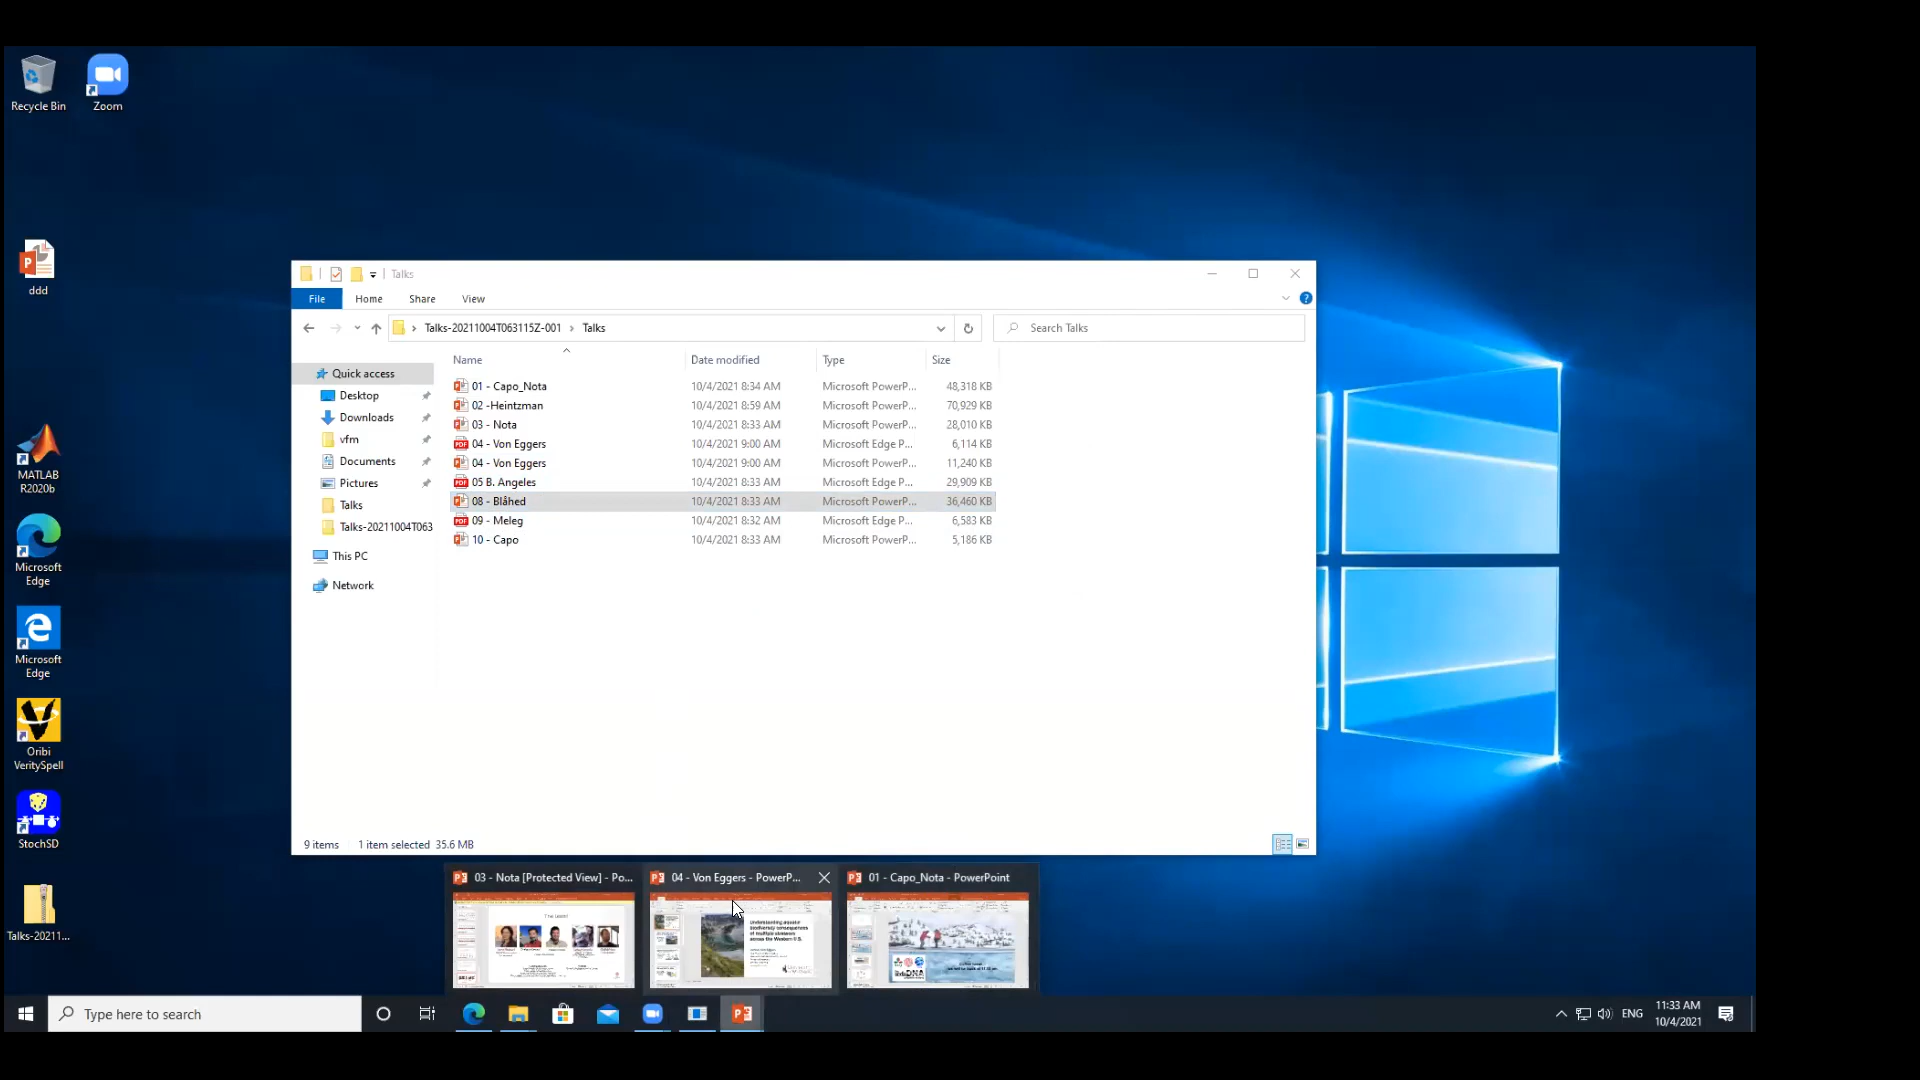 Recycle Bin
Zoom
ddd
MATLAB
R2020b
Microsoft
Edge
Microsoft
Edge
Oribi
VeritySpell
StochSD
Talks-20211...
Talks
File Home Share View
Talks-20211004T063115Z-001 > Talks
Search Talks
Name Date modified Type Size
Quick access
Desktop
Downloads
vfm
Documents
Pictures
Talks
Talks-20211004T063
This PC
Network
01 - Capo_Nota 10/4/2021 8:34 AM Microsoft PowerP... 48,318 KB
02 -Heintzman 10/4/2021 8:59 AM Microsoft PowerP... 70,929 KB
03 - Nota 10/4/2021 8:33 AM Microsoft PowerP... 28,010 KB
04 - Von Eggers 10/4/2021 9:00 AM Microsoft Edge P... 6,114 KB
04 - Von Eggers 10/4/2021 9:00 AM Microsoft PowerP... 11,240 KB
05 B. Angeles 10/4/2021 8:33 AM Microsoft Edge P... 29,909 KB
08 - Blåhed 10/4/2021 8:33 AM Microsoft PowerP... 36,460 KB
09 - Meleg 10/4/2021 8:32 AM Microsoft Edge P... 6,583 KB
10 - Capo 10/4/2021 8:33 AM Microsoft PowerP... 5,186 KB
9 items 1 item selected 35.6 MB
03 - Nota [Protected View] - Po...
04 - Von Eggers - PowerP...
01 - Capo_Nota - PowerPoint
Understanding aquatic
biodiversity consequences
of multiple stressors
across the Western U.S.
Type here to search
ENG
11:33 AM
10/4/2021